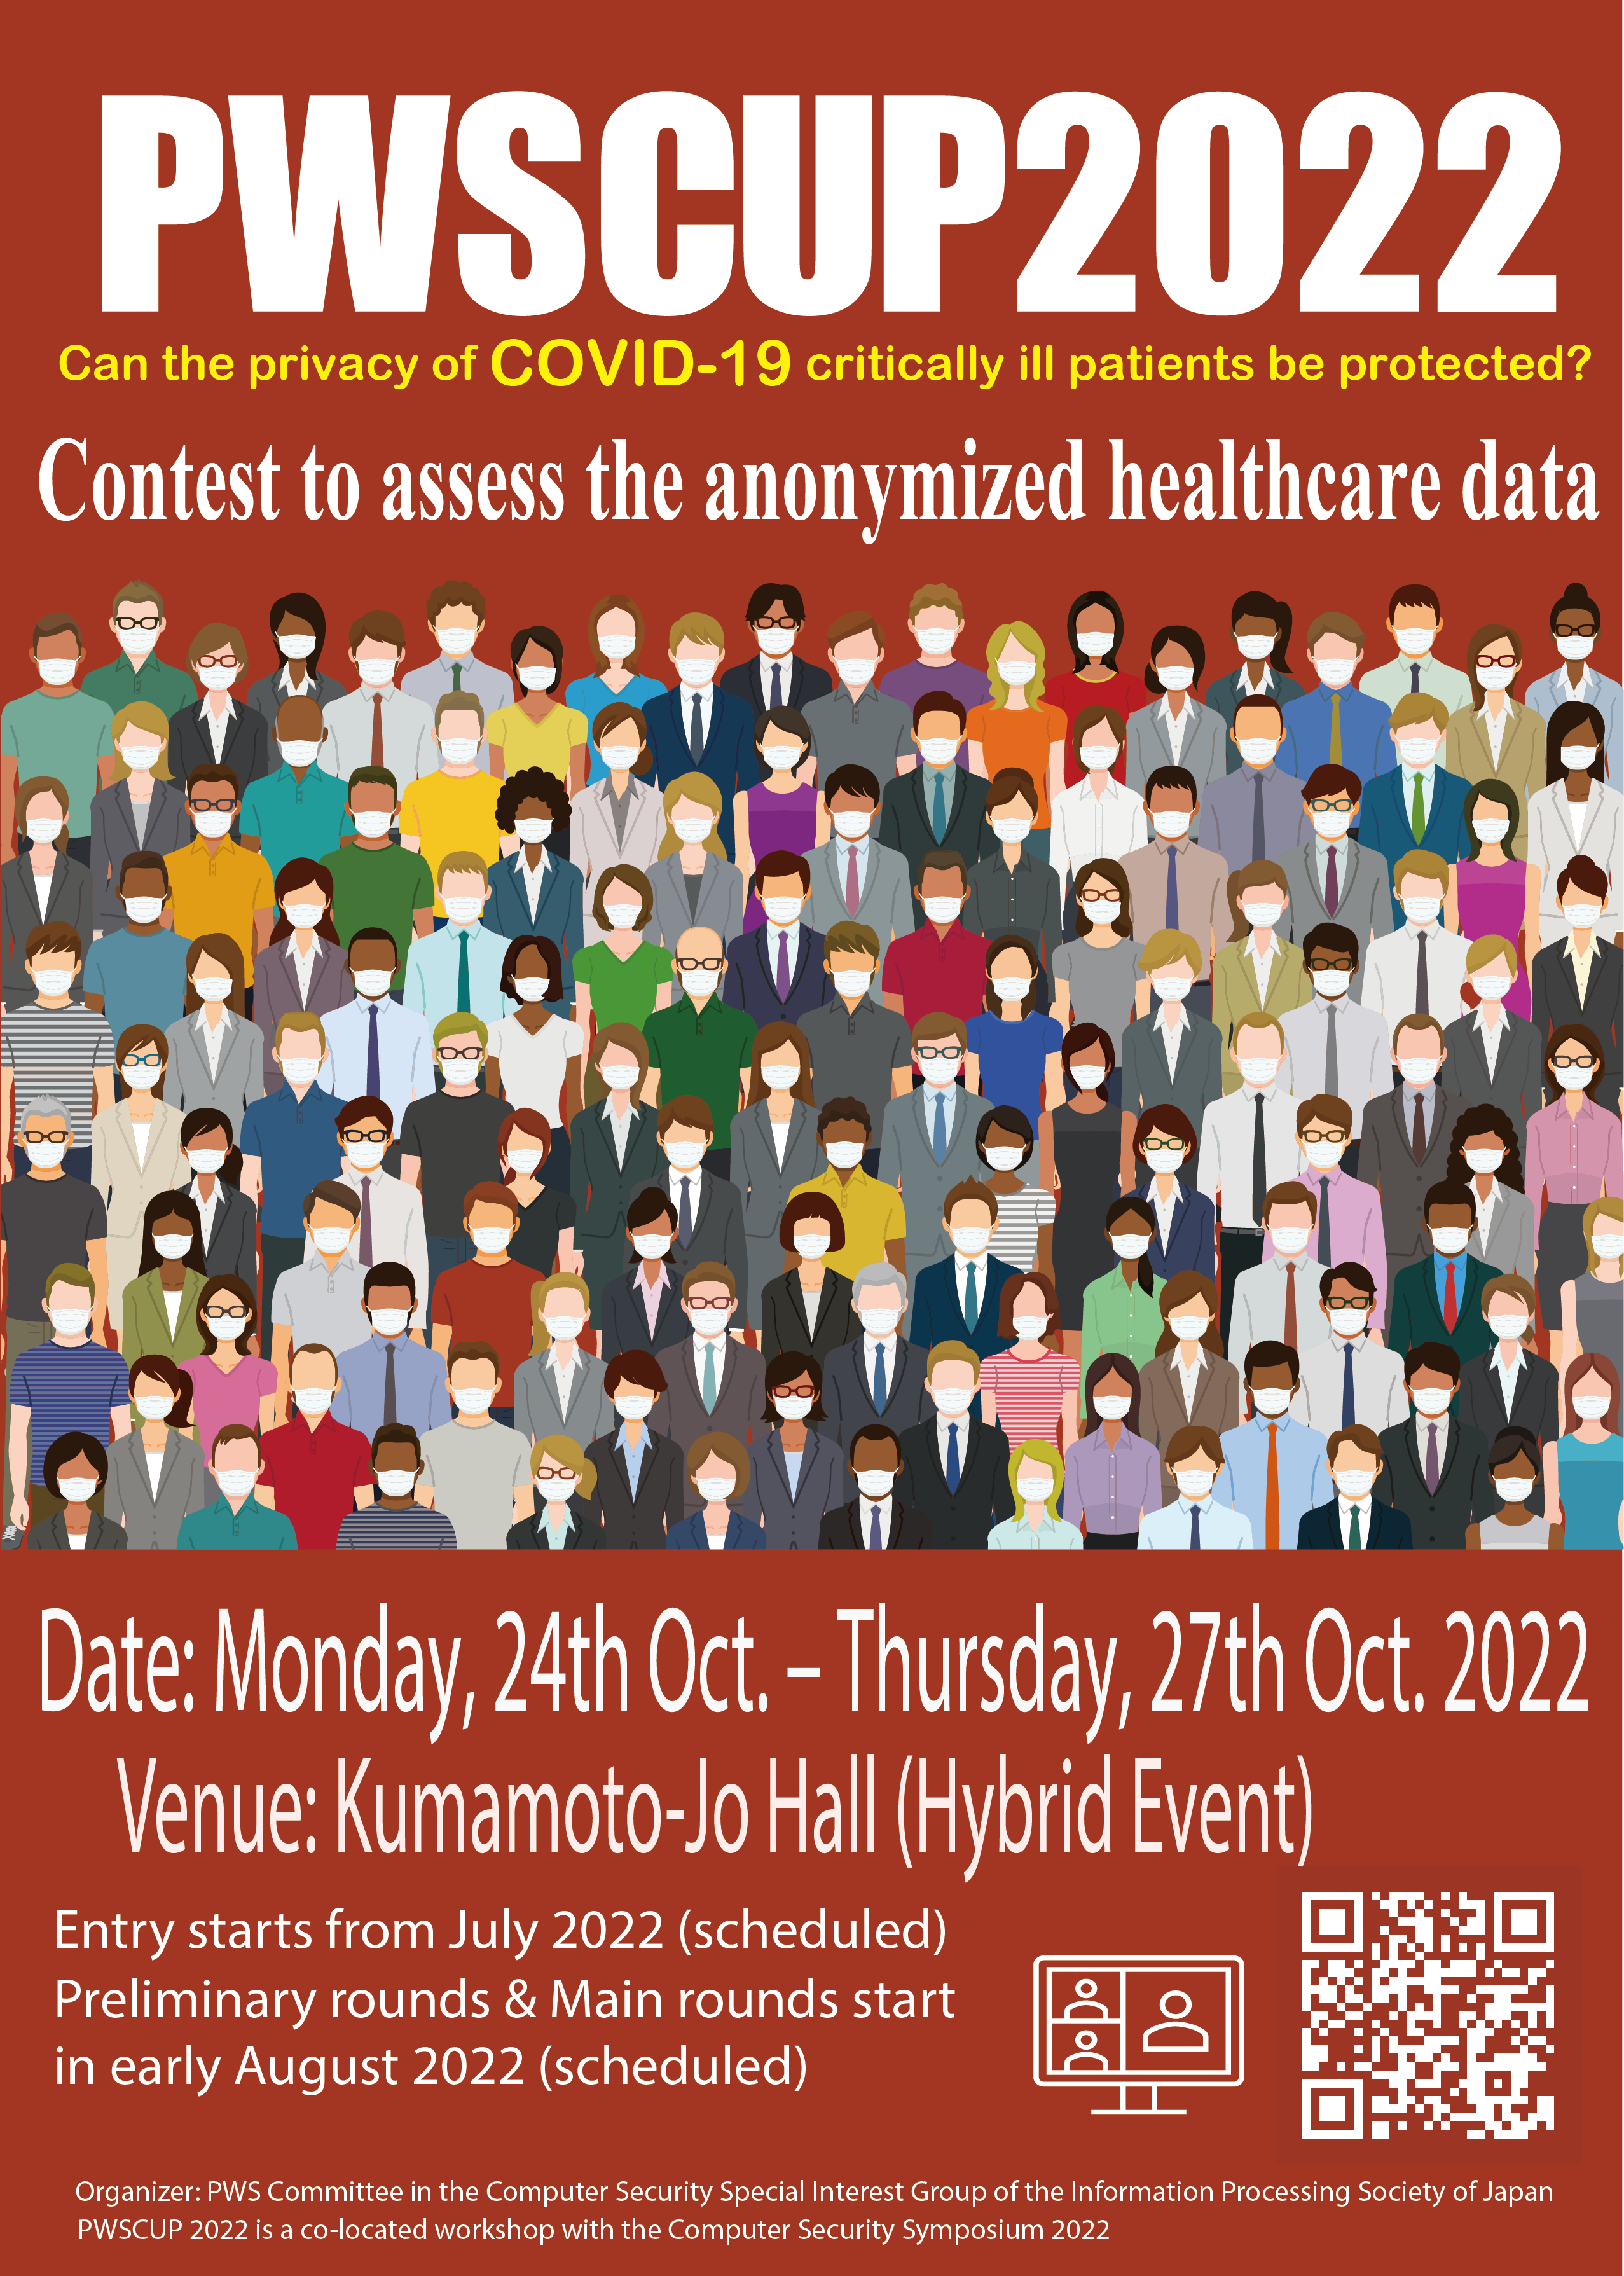 PWSCUP2022
Can the privacy of COVID-19 critically ill patients be protected?
Contest to assess the anonymized healthcare data
Date: Monday, 24th Oct. – Thursday, 27th Oct. 2022
Venue: Kumamoto-Jo Hall (Hybrid Event)
Entry starts from July 2022 (scheduled)
Preliminary rounds & Main rounds start
in early August 2022 (scheduled)
Organizer: PWS Committee in the Computer Security Special Interest Group of the Information Processing Society of Japan
PWSCUP 2022 is a co-located workshop with the Computer Security Symposium 2022